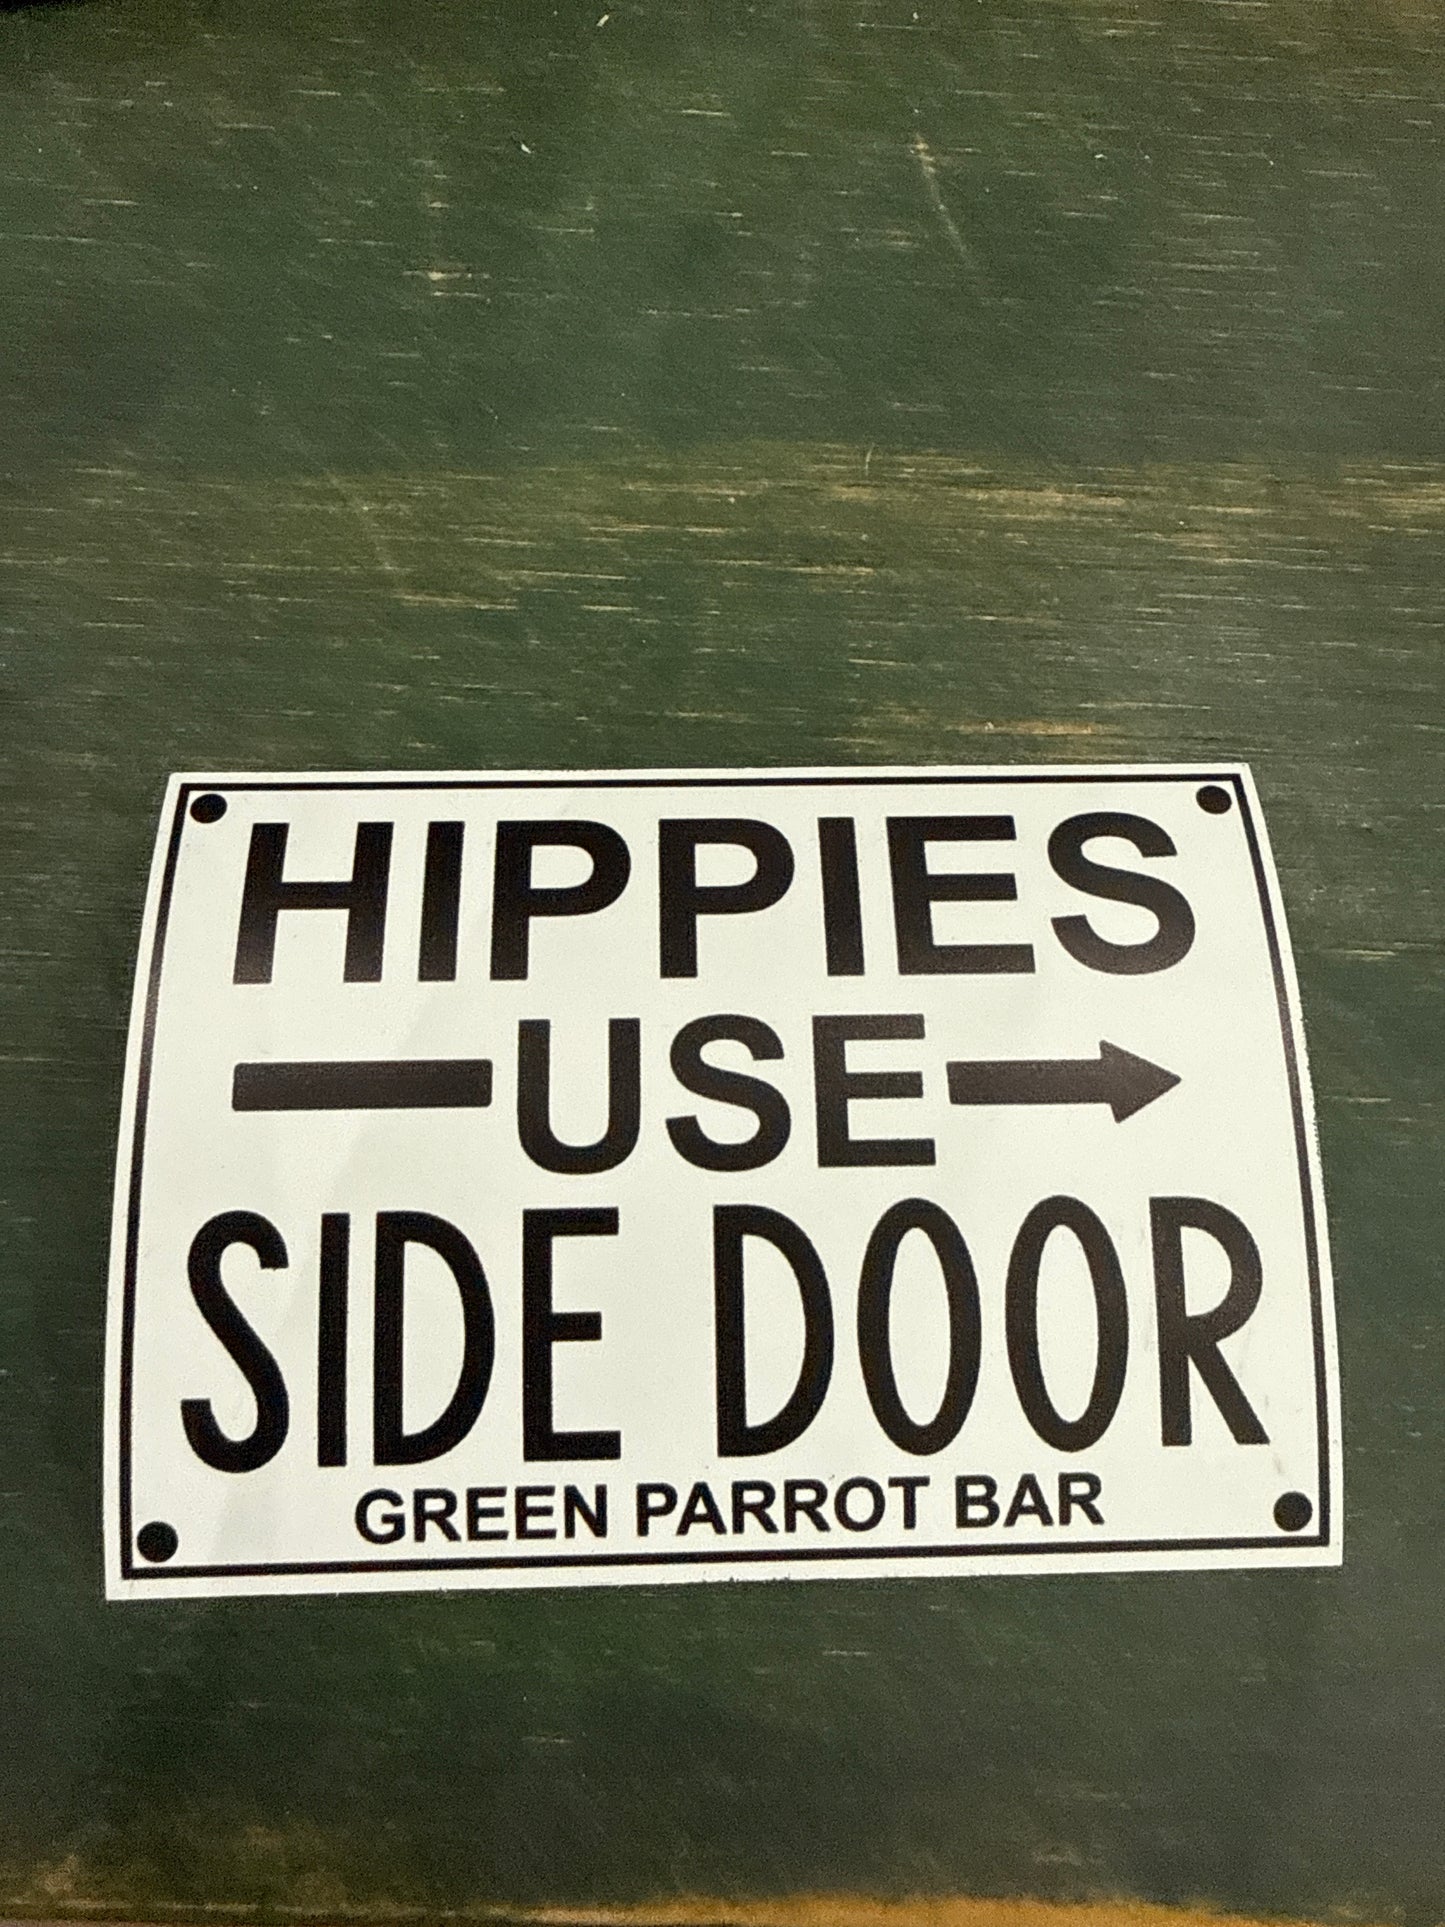 HIPPIES
USE
SIDE DOOR
GREEN PARROT BAR